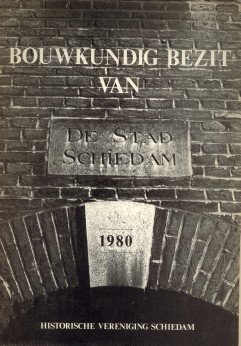 BOUWKUNDIG BEZIT
VAN
DE STAD
SCHIEDAM
1980
HISTORISCHE VERENIGING SCHIEDAM